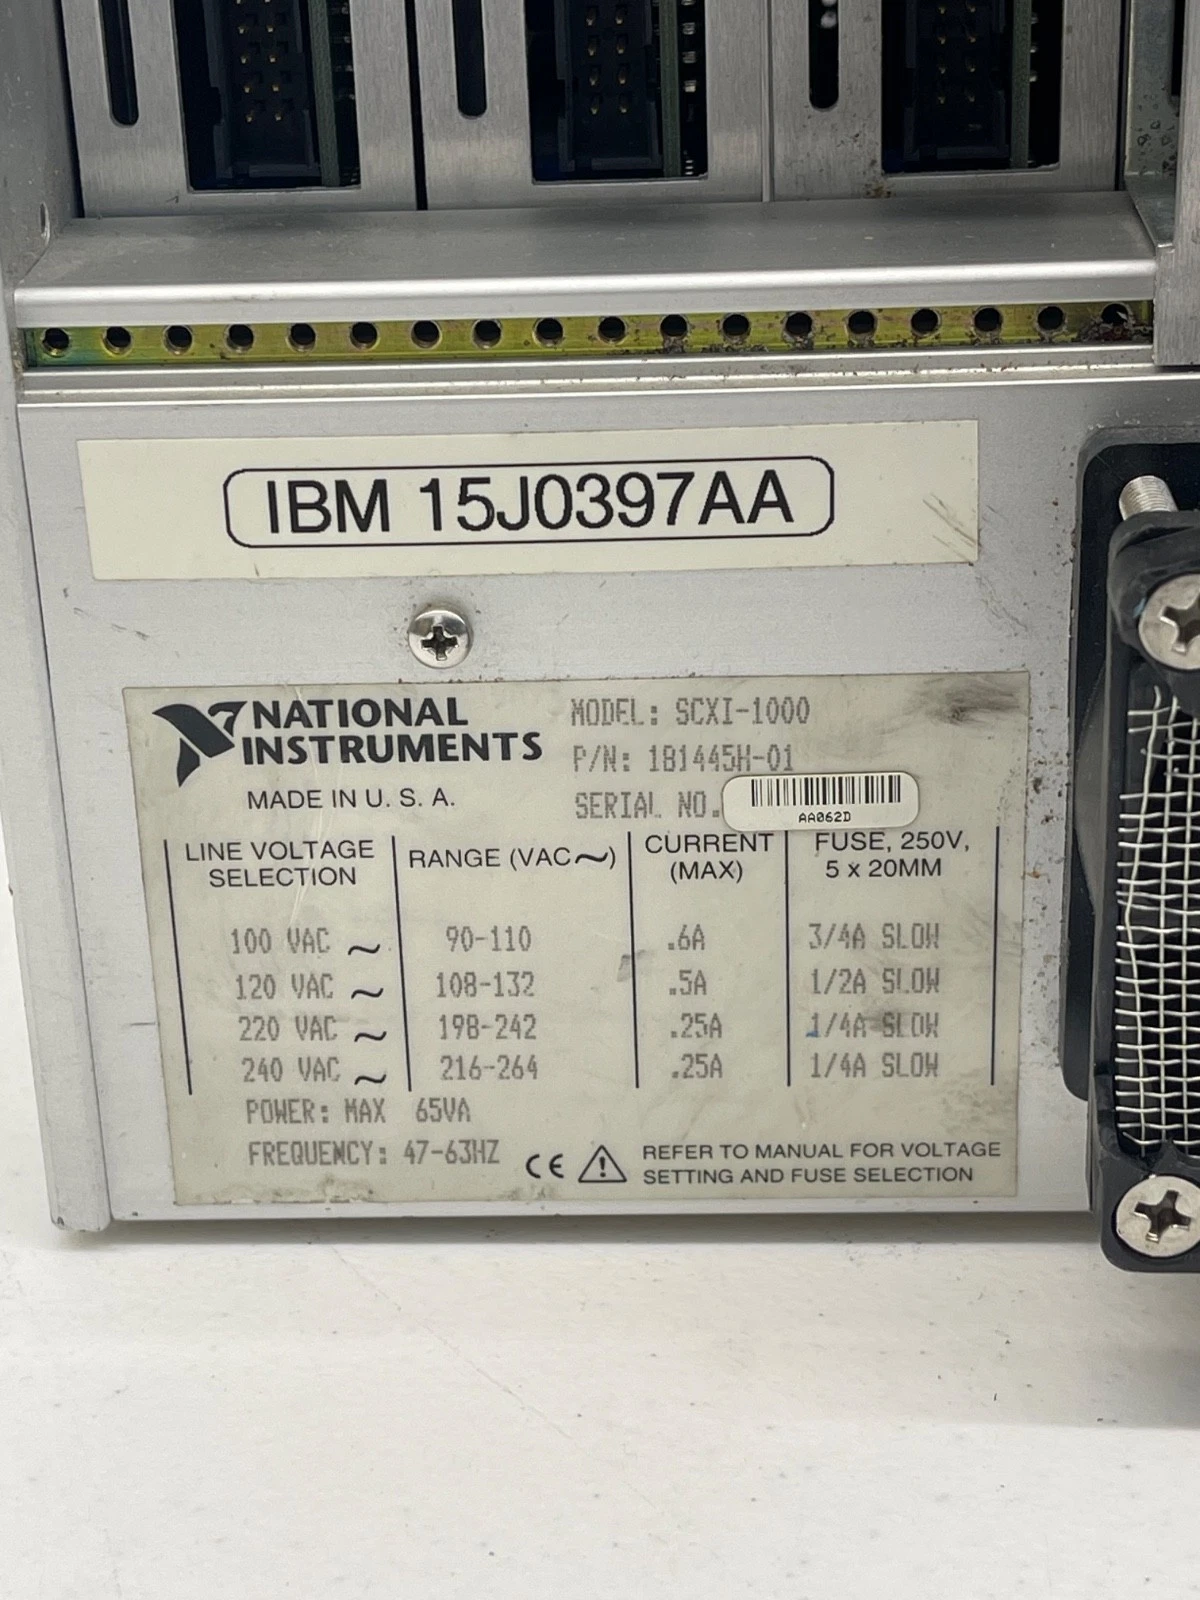 IBM 15J0397AA
NATIONAL INSTRUMENTS
MADE IN U. S. A.
MODEL: SCXI-1000
P/N: 181445H-01
SERIAL NO.
AA062D
LINE VOLTAGE SELECTION RANGE (VAC~) CURRENT (MAX) FUSE, 250V, 5 x 20MM
100 VAC ~ 90-110 .6A 3/4A SLOW
120 VAC ~ 108-132 .5A 1/2A SLOW
220 VAC ~ 198-242 .25A 1/4A SLOW
240 VAC ~ 216-264 .25A 1/4A SLOW
POWER: MAX 65VA
FREQUENCY: 47-63HZ
CE
REFER TO MANUAL FOR VOLTAGE
SETTING AND FUSE SELECTION